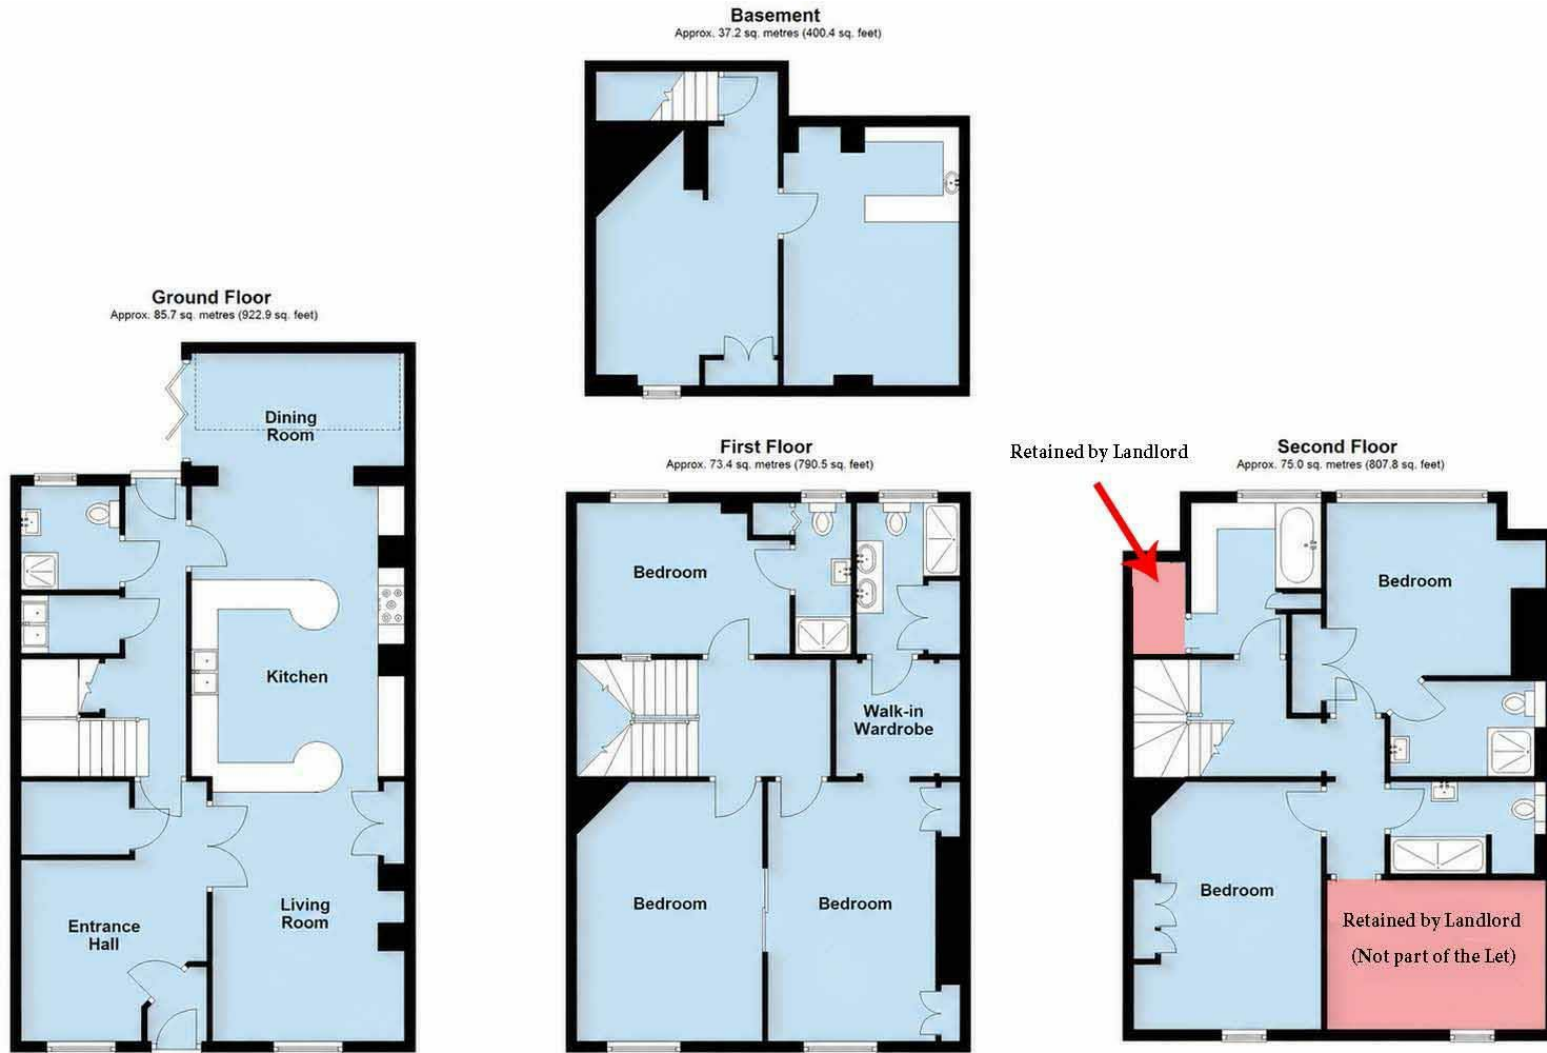 Basement
Approx. 37.2 sq. metres (400.4 sq. feet)
Ground Floor
Approx. 85.7 sq. metres (922.9 sq. feet)
Dining
Room
Kitchen
Living
Room
Entrance
Hall
First Floor
Approx. 73.4 sq. metres (790.5 sq. feet)
Bedroom
Walk-in
Wardrobe
Bedroom
Bedroom
Retained by Landlord
Second Floor
Approx. 75.0 sq. metres (807.8 sq. feet)
Bedroom
Bedroom
Retained by Landlord
(Not part of the Let)